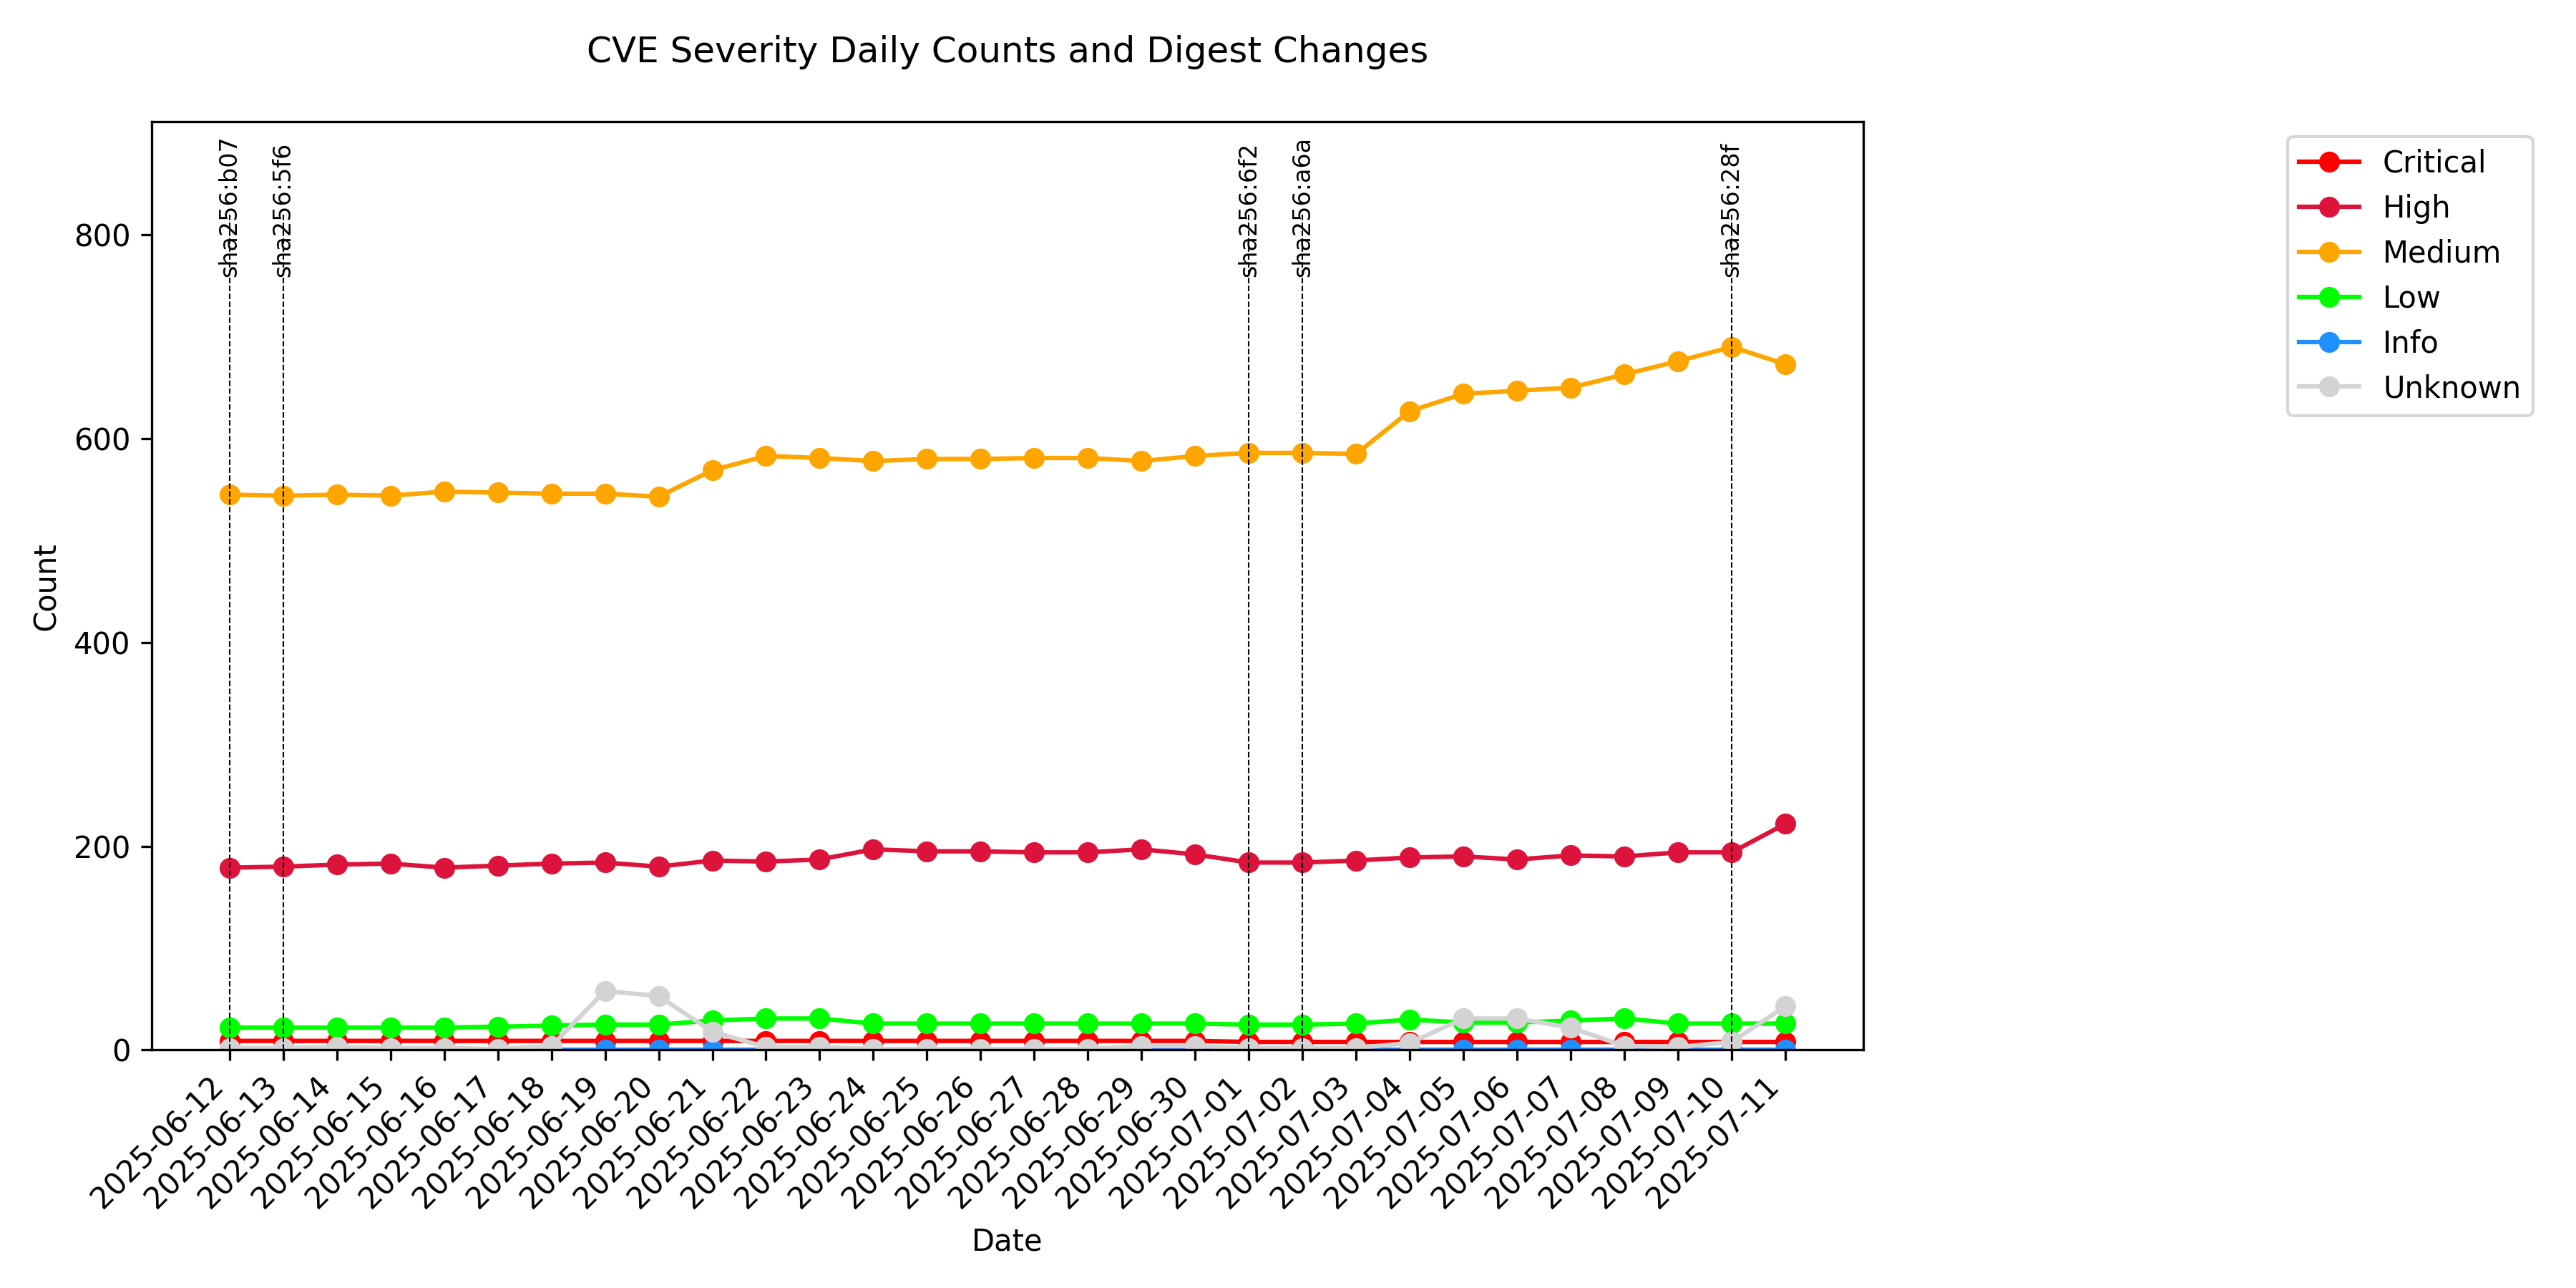 CVE Severity Daily Counts and Digest Changes
sha256:b07
sha256:5f6
sha256:6f2
sha256:a6a
sha256:28f
Critical
High
Medium
Low
Info
Unknown
800
600
400
200
0
Count
2025-06-12
2025-06-13
2025-06-14
2025-06-15
2025-06-16
2025-06-17
2025-06-18
2025-06-19
2025-06-20
2025-06-21
2025-06-22
2025-06-23
2025-06-24
2025-06-25
2025-06-26
2025-06-27
2025-06-28
2025-06-29
2025-06-30
2025-07-01
2025-07-02
2025-07-03
2025-07-04
2025-07-05
2025-07-06
2025-07-07
2025-07-08
2025-07-09
2025-07-10
2025-07-11
Date